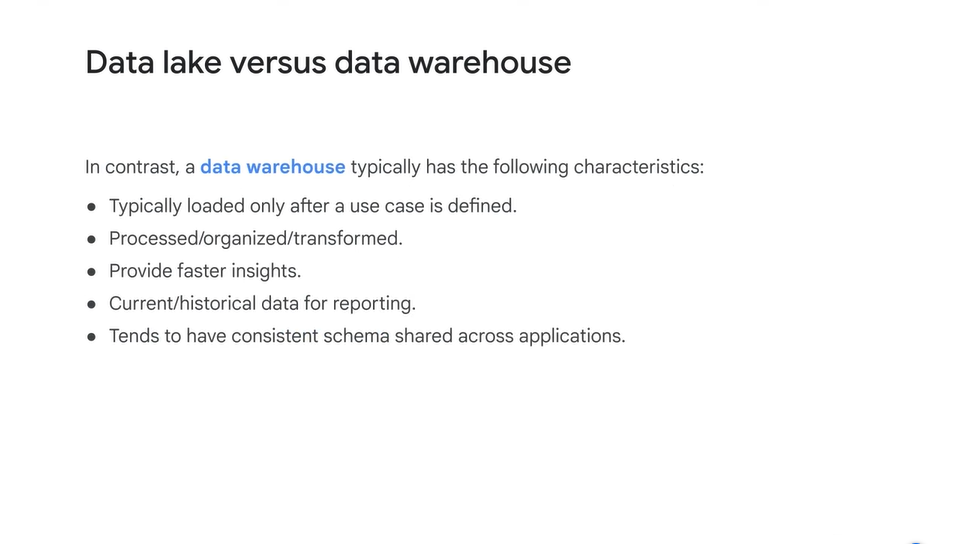 Data lake versus data warehouse
In contrast, a data warehouse typically has the following characteristics:
● Typically loaded only after a use case is defined.
● Processed/organized/transformed.
● Provide faster insights.
● Current/historical data for reporting.
● Tends to have consistent schema shared across applications.